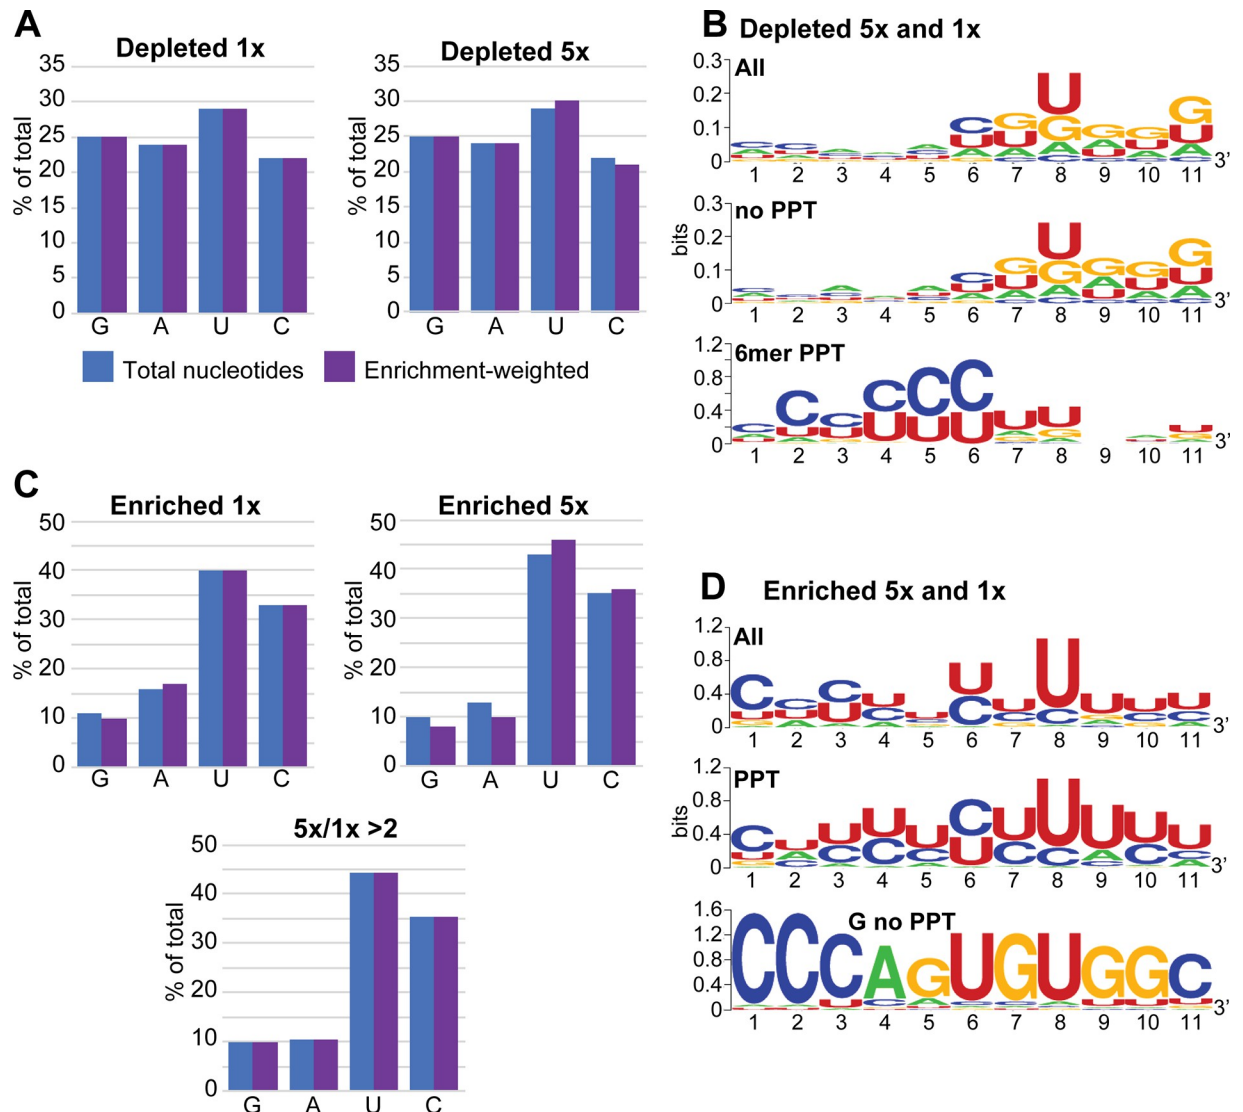 A
Depleted 1x
35
30
25
20
15
10
5
0
% of total
G A U C
Depleted 5x
35
30
25
20
15
10
5
0
% of total
G A U C
Total nucleotides
Enrichment-weighted
B Depleted 5x and 1x
All
0.3
0.2
0.1
0
1 2 3 4 5 6 7 8 9 10 11 3'
no PPT
0.3
0.2
0.1
0
bits
1 2 3 4 5 6 7 8 9 10 11 3'
6mer PPT
1.2
0.8
0.4
0
1 2 3 4 5 6 7 8 9 10 11 3'
C
Enriched 1x
50
40
30
20
10
0
% of total
G A U C
Enriched 5x
50
40
30
20
10
0
% of total
G A U C
5x/1x >2
50
40
30
20
10
0
% of total
G A U C
D Enriched 5x and 1x
All
1.2
0.8
0.4
0
1 2 3 4 5 6 7 8 9 10 11 3'
PPT
1.2
0.8
0.4
0
bits
1 2 3 4 5 6 7 8 9 10 11 3'
G no PPT
1.6
1.2
0.8
0.4
0
CCCAGUGUGGC
1 2 3 4 5 6 7 8 9 10 11 3'